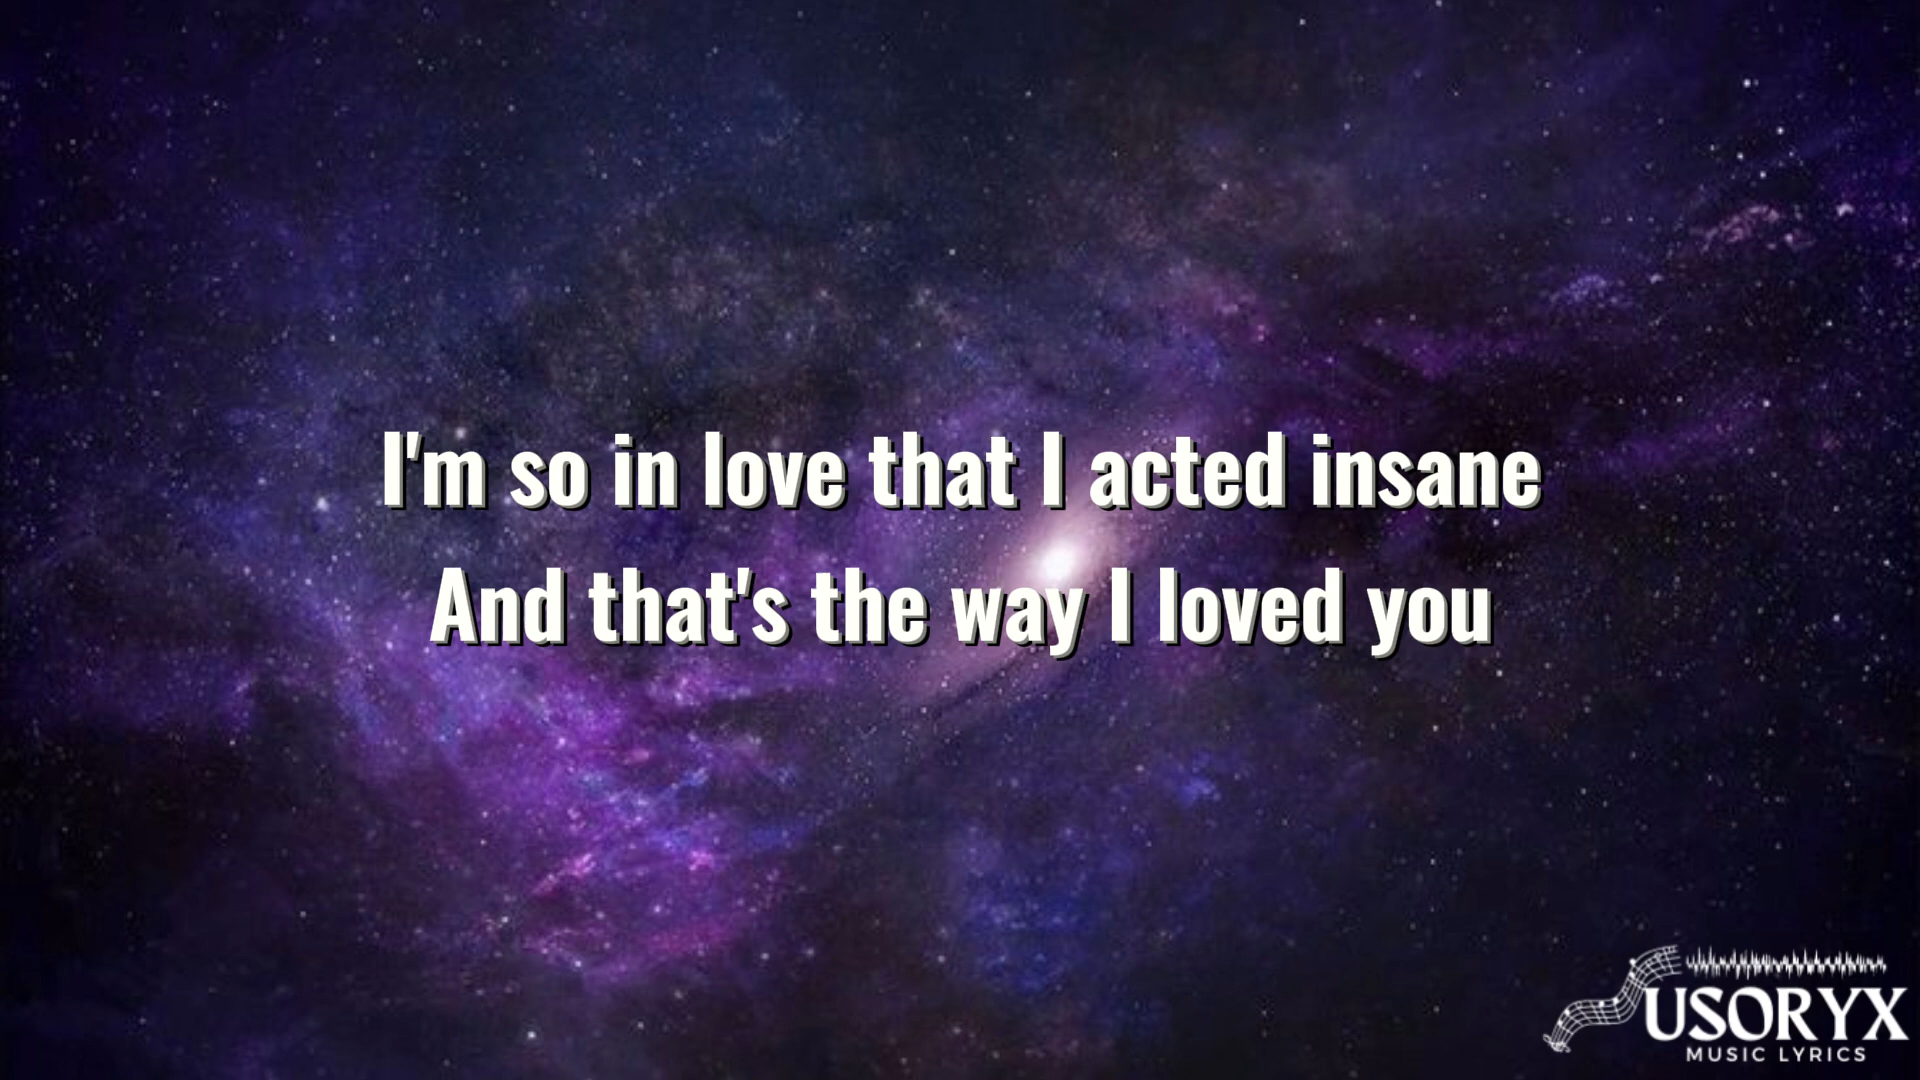 I'm so in love that I acted insane
And that's the way I loved you
USORYX
MUSIC LYRICS